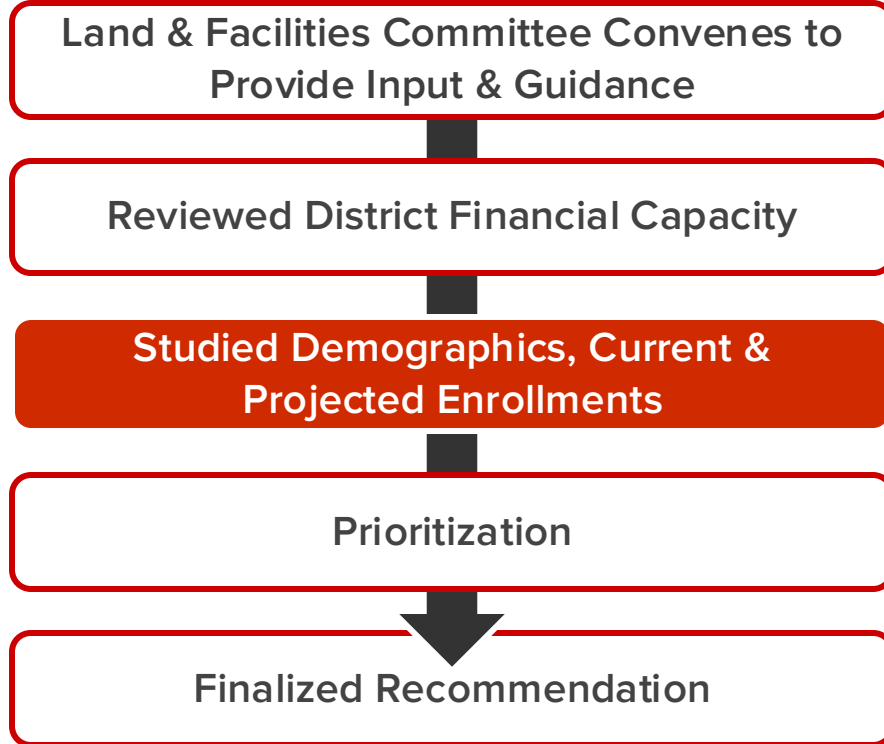 Land & Facilities Committee Convenes to
Provide Input & Guidance
Reviewed District Financial Capacity
Studied Demographics, Current &
Projected Enrollments
Prioritization
Finalized Recommendation